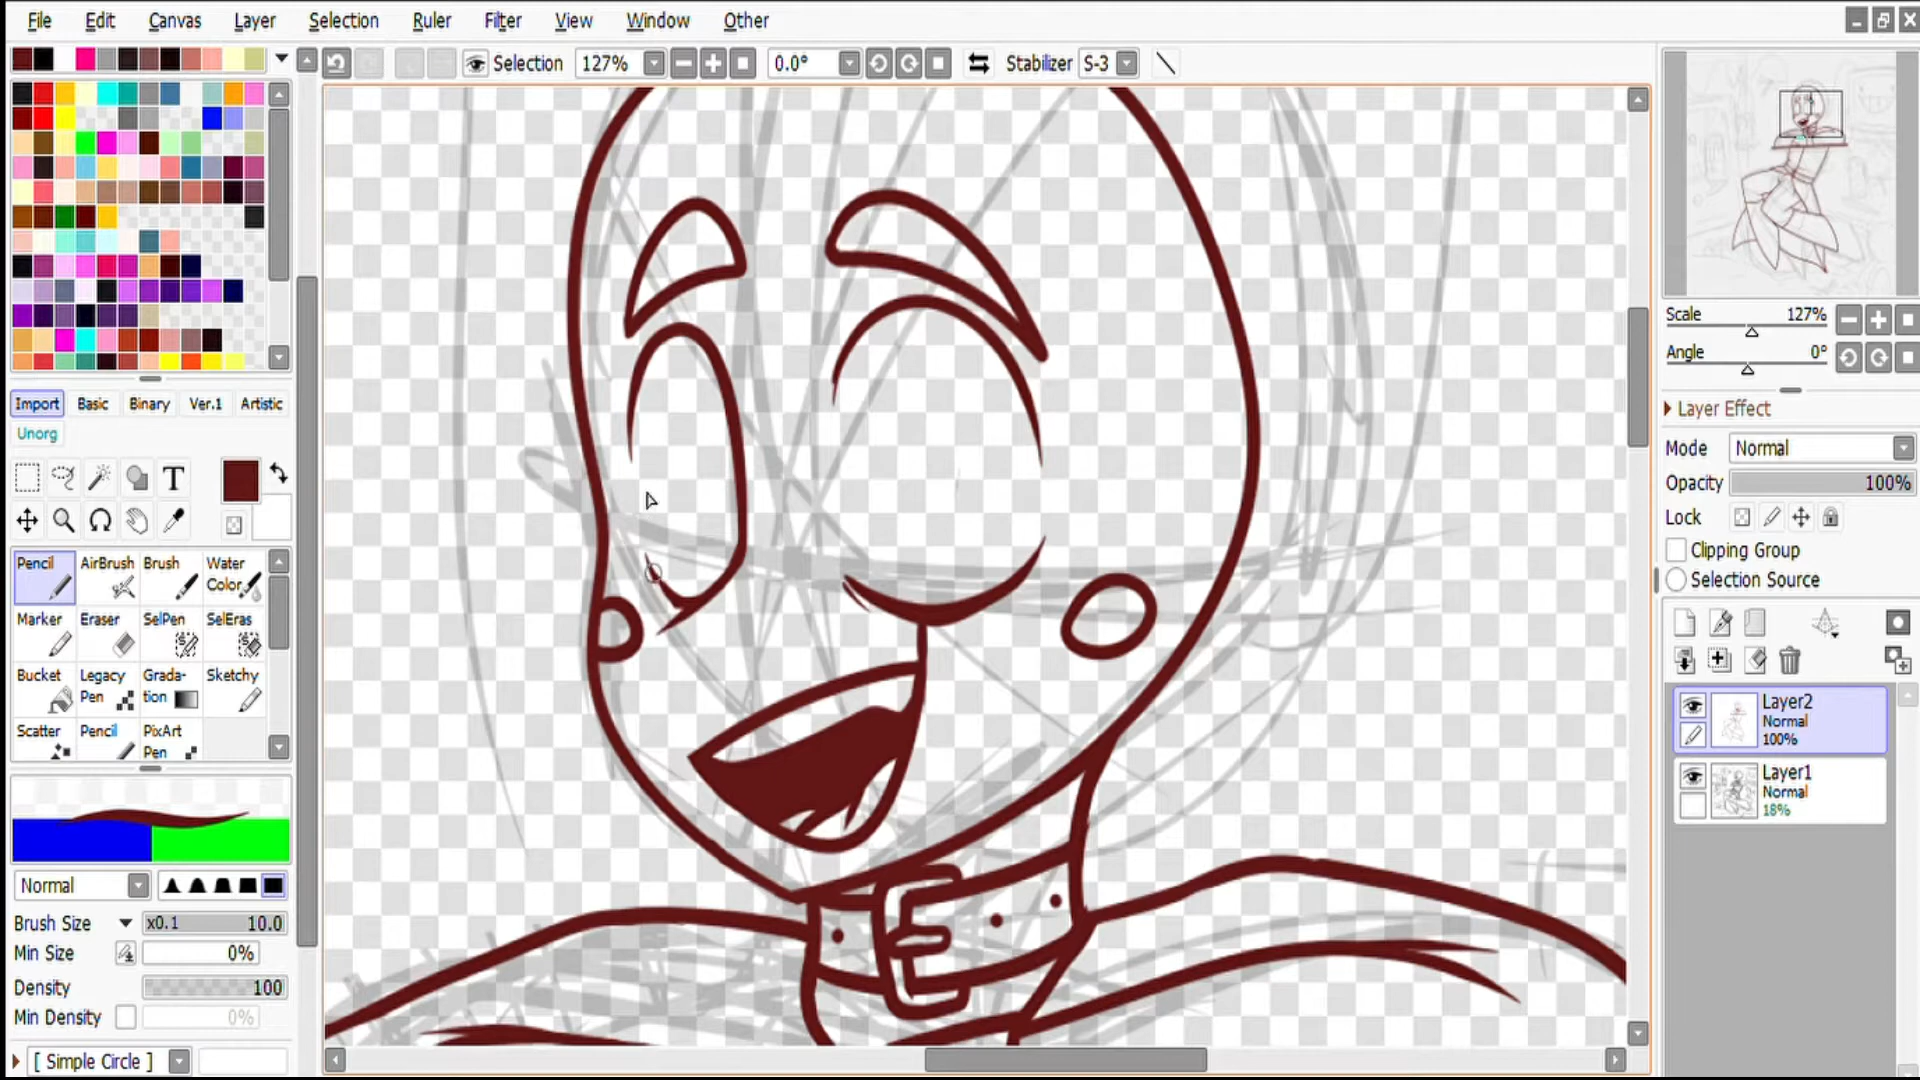 File Edit Canvas Layer Selection Ruler Filter View Window Other
Selection 127% 0.0° Stabilizer S-3
Scale 127%
Angle 0°
Layer Effect
Import Basic Binary Ver.1 Artistic
Unorg
Mode Normal
Opacity 100%
Lock
Clipping Group
Selection Source
T
Pencil AirBrush Brush Water Color
Marker Eraser SelPen SelEras
Bucket Legacy Pen Grada-tion Sketchy
Scatter Pencil PixArt Pen
Layer2
Normal
100%
Layer1
Normal
18%
Normal
Brush Size x0.1 10.0
Min Size 0%
Density 100
Min Density 0%
[ Simple Circle ]